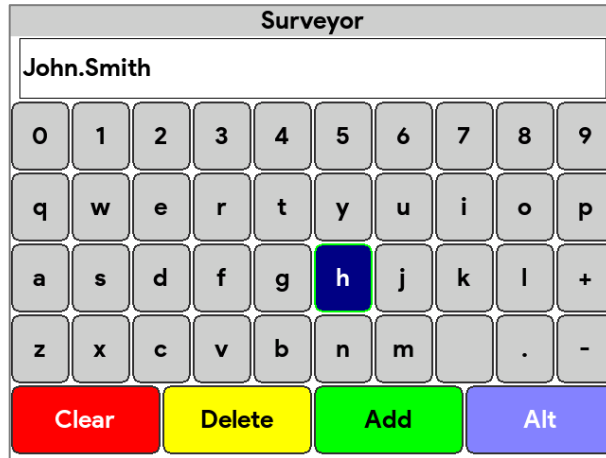 Surveyor
John.Smith
0 1 2 3 4 5 6 7 8 9
q w e r t y u i o p
a s d f g h j k l +
z x c v b n m . -
Clear Delete Add Alt